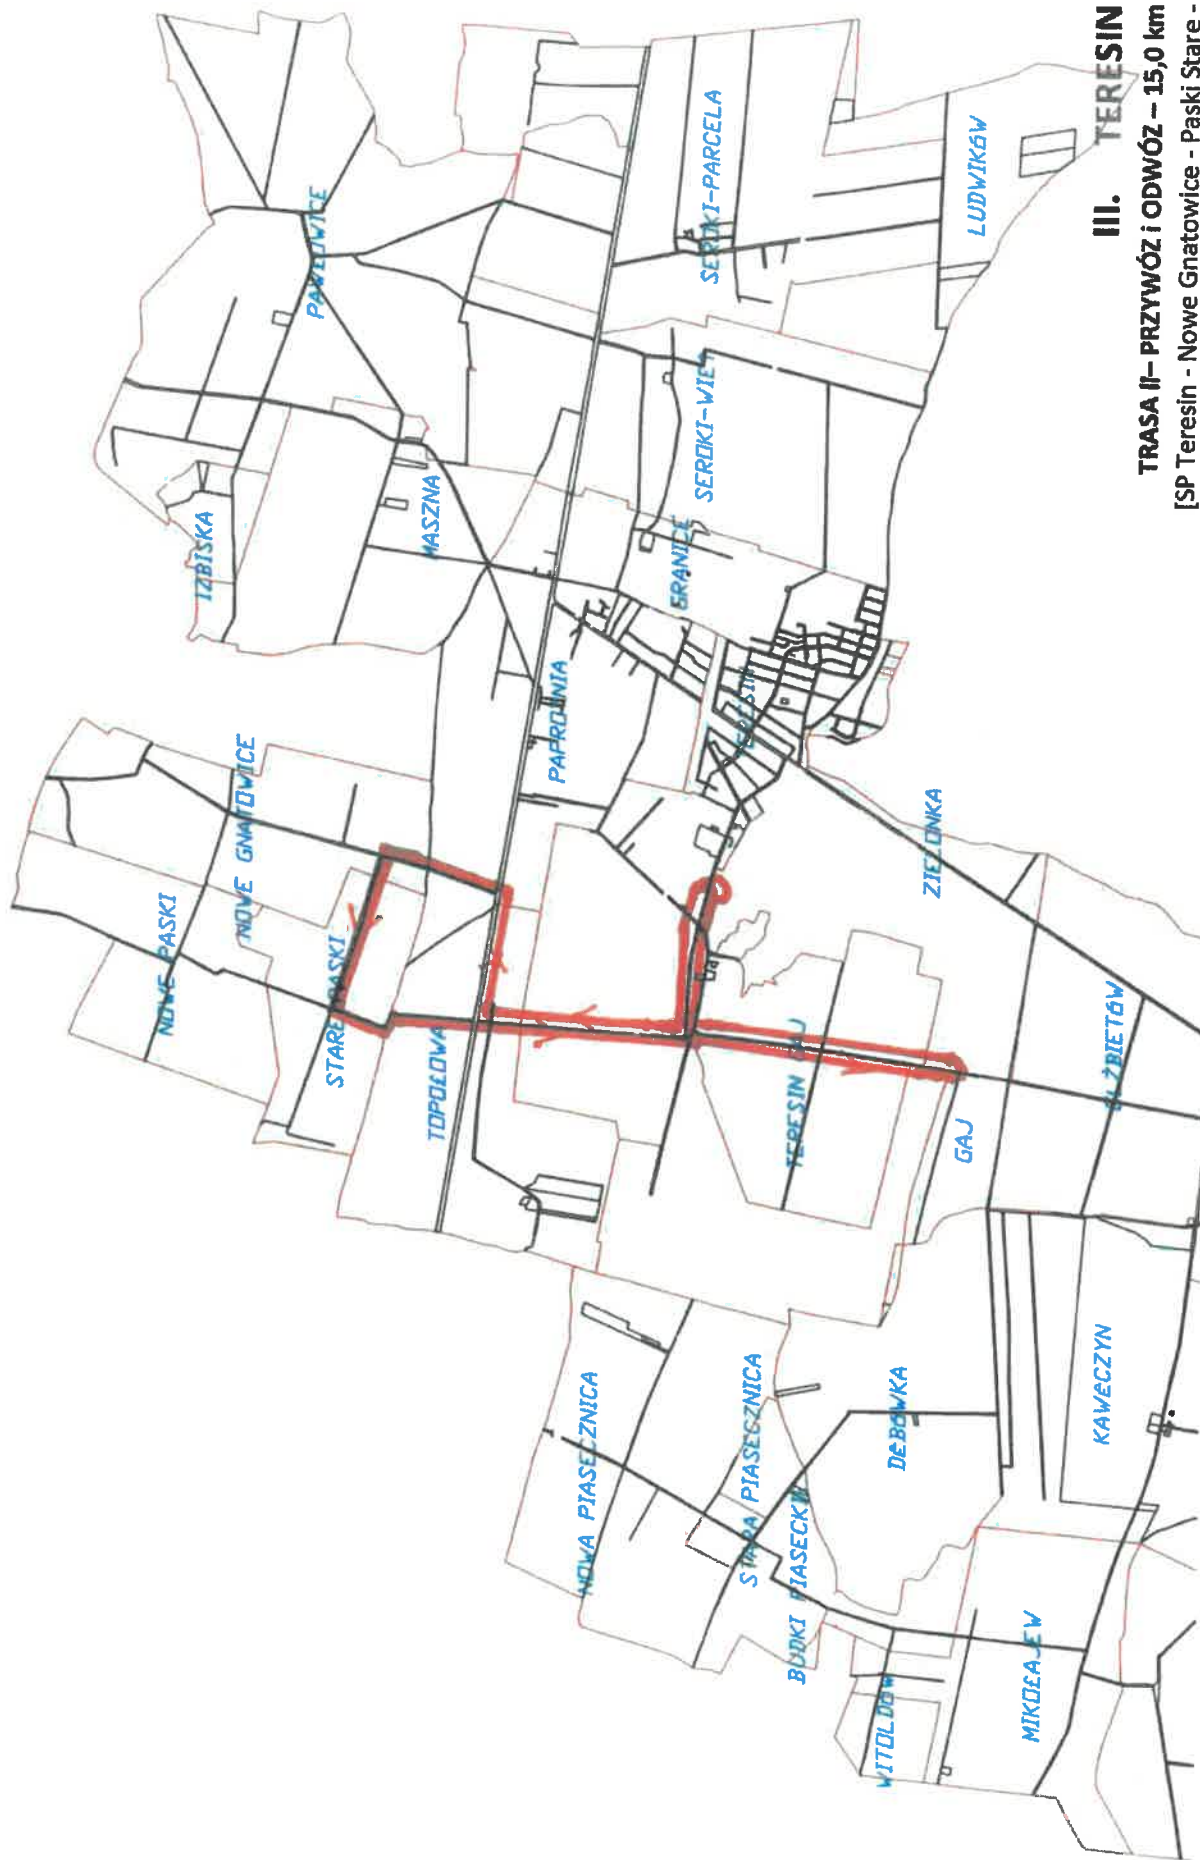 III. TERESIN
TRASA II– PRZYWÓZ i ODWÓZ – 15,0 km
[SP Teresin - Nowe Gnatowice - Paski Stare -
NOWE PASKI
NOWE GNATOWICE
STARE PASKI
TOPOŁOWA
IZBISKA
PAWŁOWICE
MASZNA
PAPROTNIA
GRANICE
SEROKI-WIEŚ
SEROKI-PARCELA
LUDWIKÓW
TERESIN
ZIELONKA
TERESIN GAJ
GAJ
ELŻBIETÓW
NOWA PIASECZNICA
STARA PIASECZNICA
BUDKI PIASECKIE
DĘBÓWKA
KAWĘCZYN
WITOLDÓW
MIKOŁAJEW